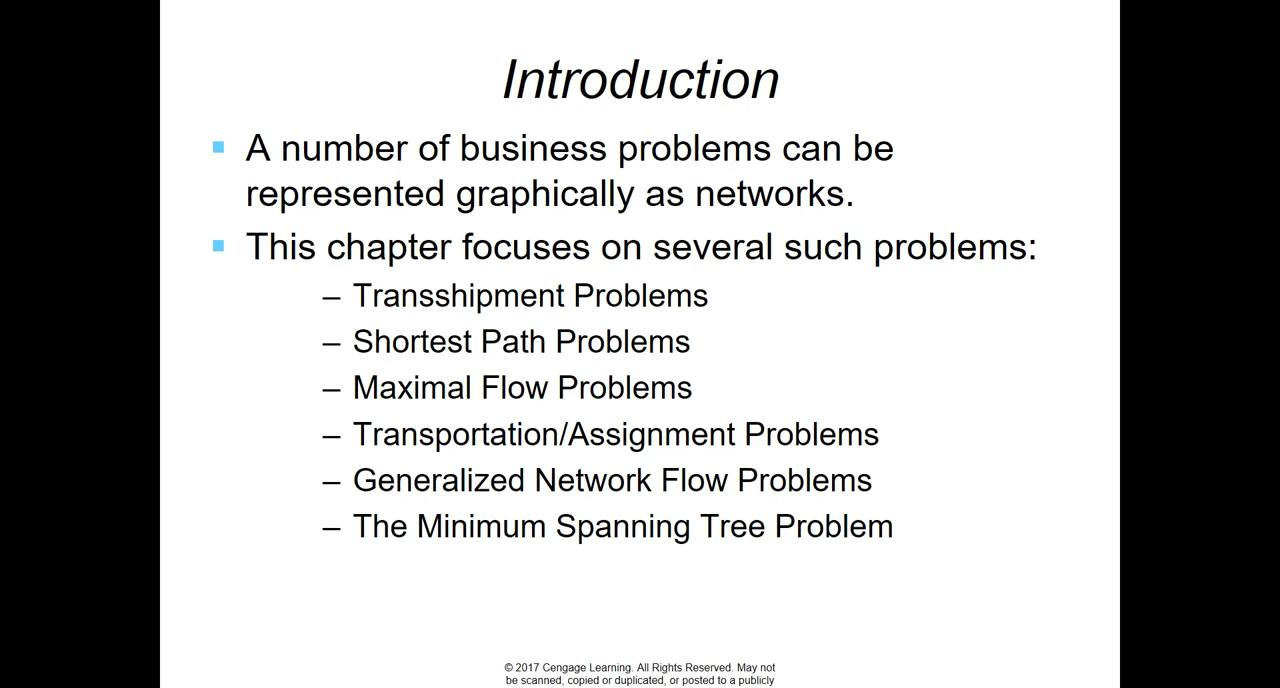 Introduction
▪ A number of business problems can be
represented graphically as networks.
▪ This chapter focuses on several such problems:
– Transshipment Problems
– Shortest Path Problems
– Maximal Flow Problems
– Transportation/Assignment Problems
– Generalized Network Flow Problems
– The Minimum Spanning Tree Problem
© 2017 Cengage Learning. All Rights Reserved. May not
be scanned, copied or duplicated, or posted to a publicly